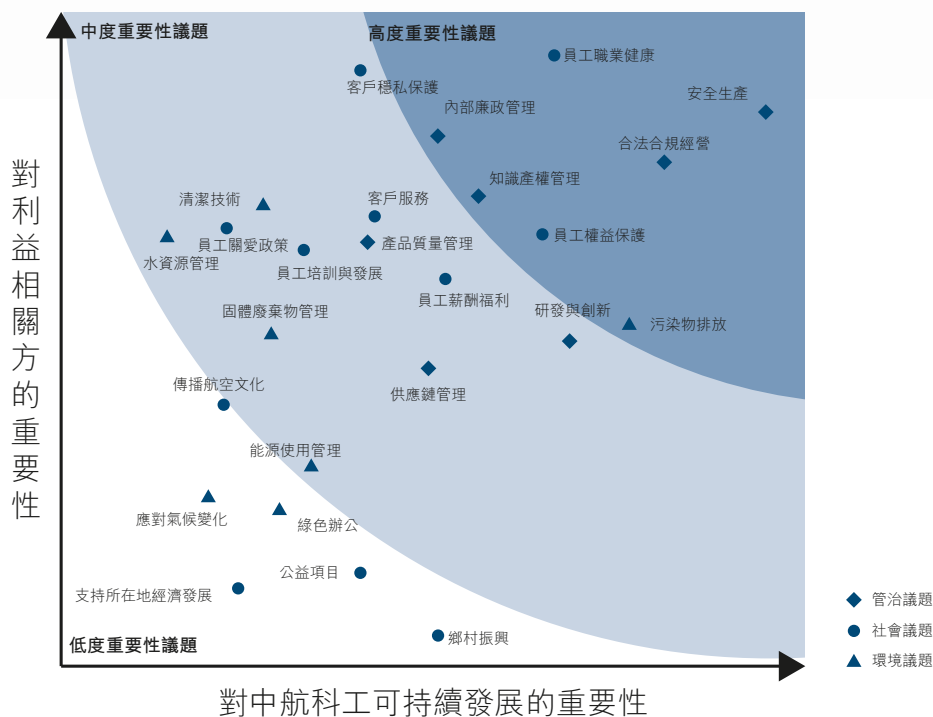 中度重要性議題
高度重要性議題
員工職業健康
客戶穩私保護
安全生產
內部廉政管理
合法合規經營
知識產權管理
清潔技術
客戶服務
員工關愛政策
產品質量管理
員工權益保護
水資源管理
員工培訓與發展
員工薪酬福利
固體廢棄物管理
研發與創新
污染物排放
傳播航空文化
供應鏈管理
能源使用管理
應對氣候變化
綠色辦公
公益項目
支持所在地經濟發展
鄉村振興
低度重要性議題
對利益相關方的重要性
對中航科工可持續發展的重要性
管治議題
社會議題
環境議題